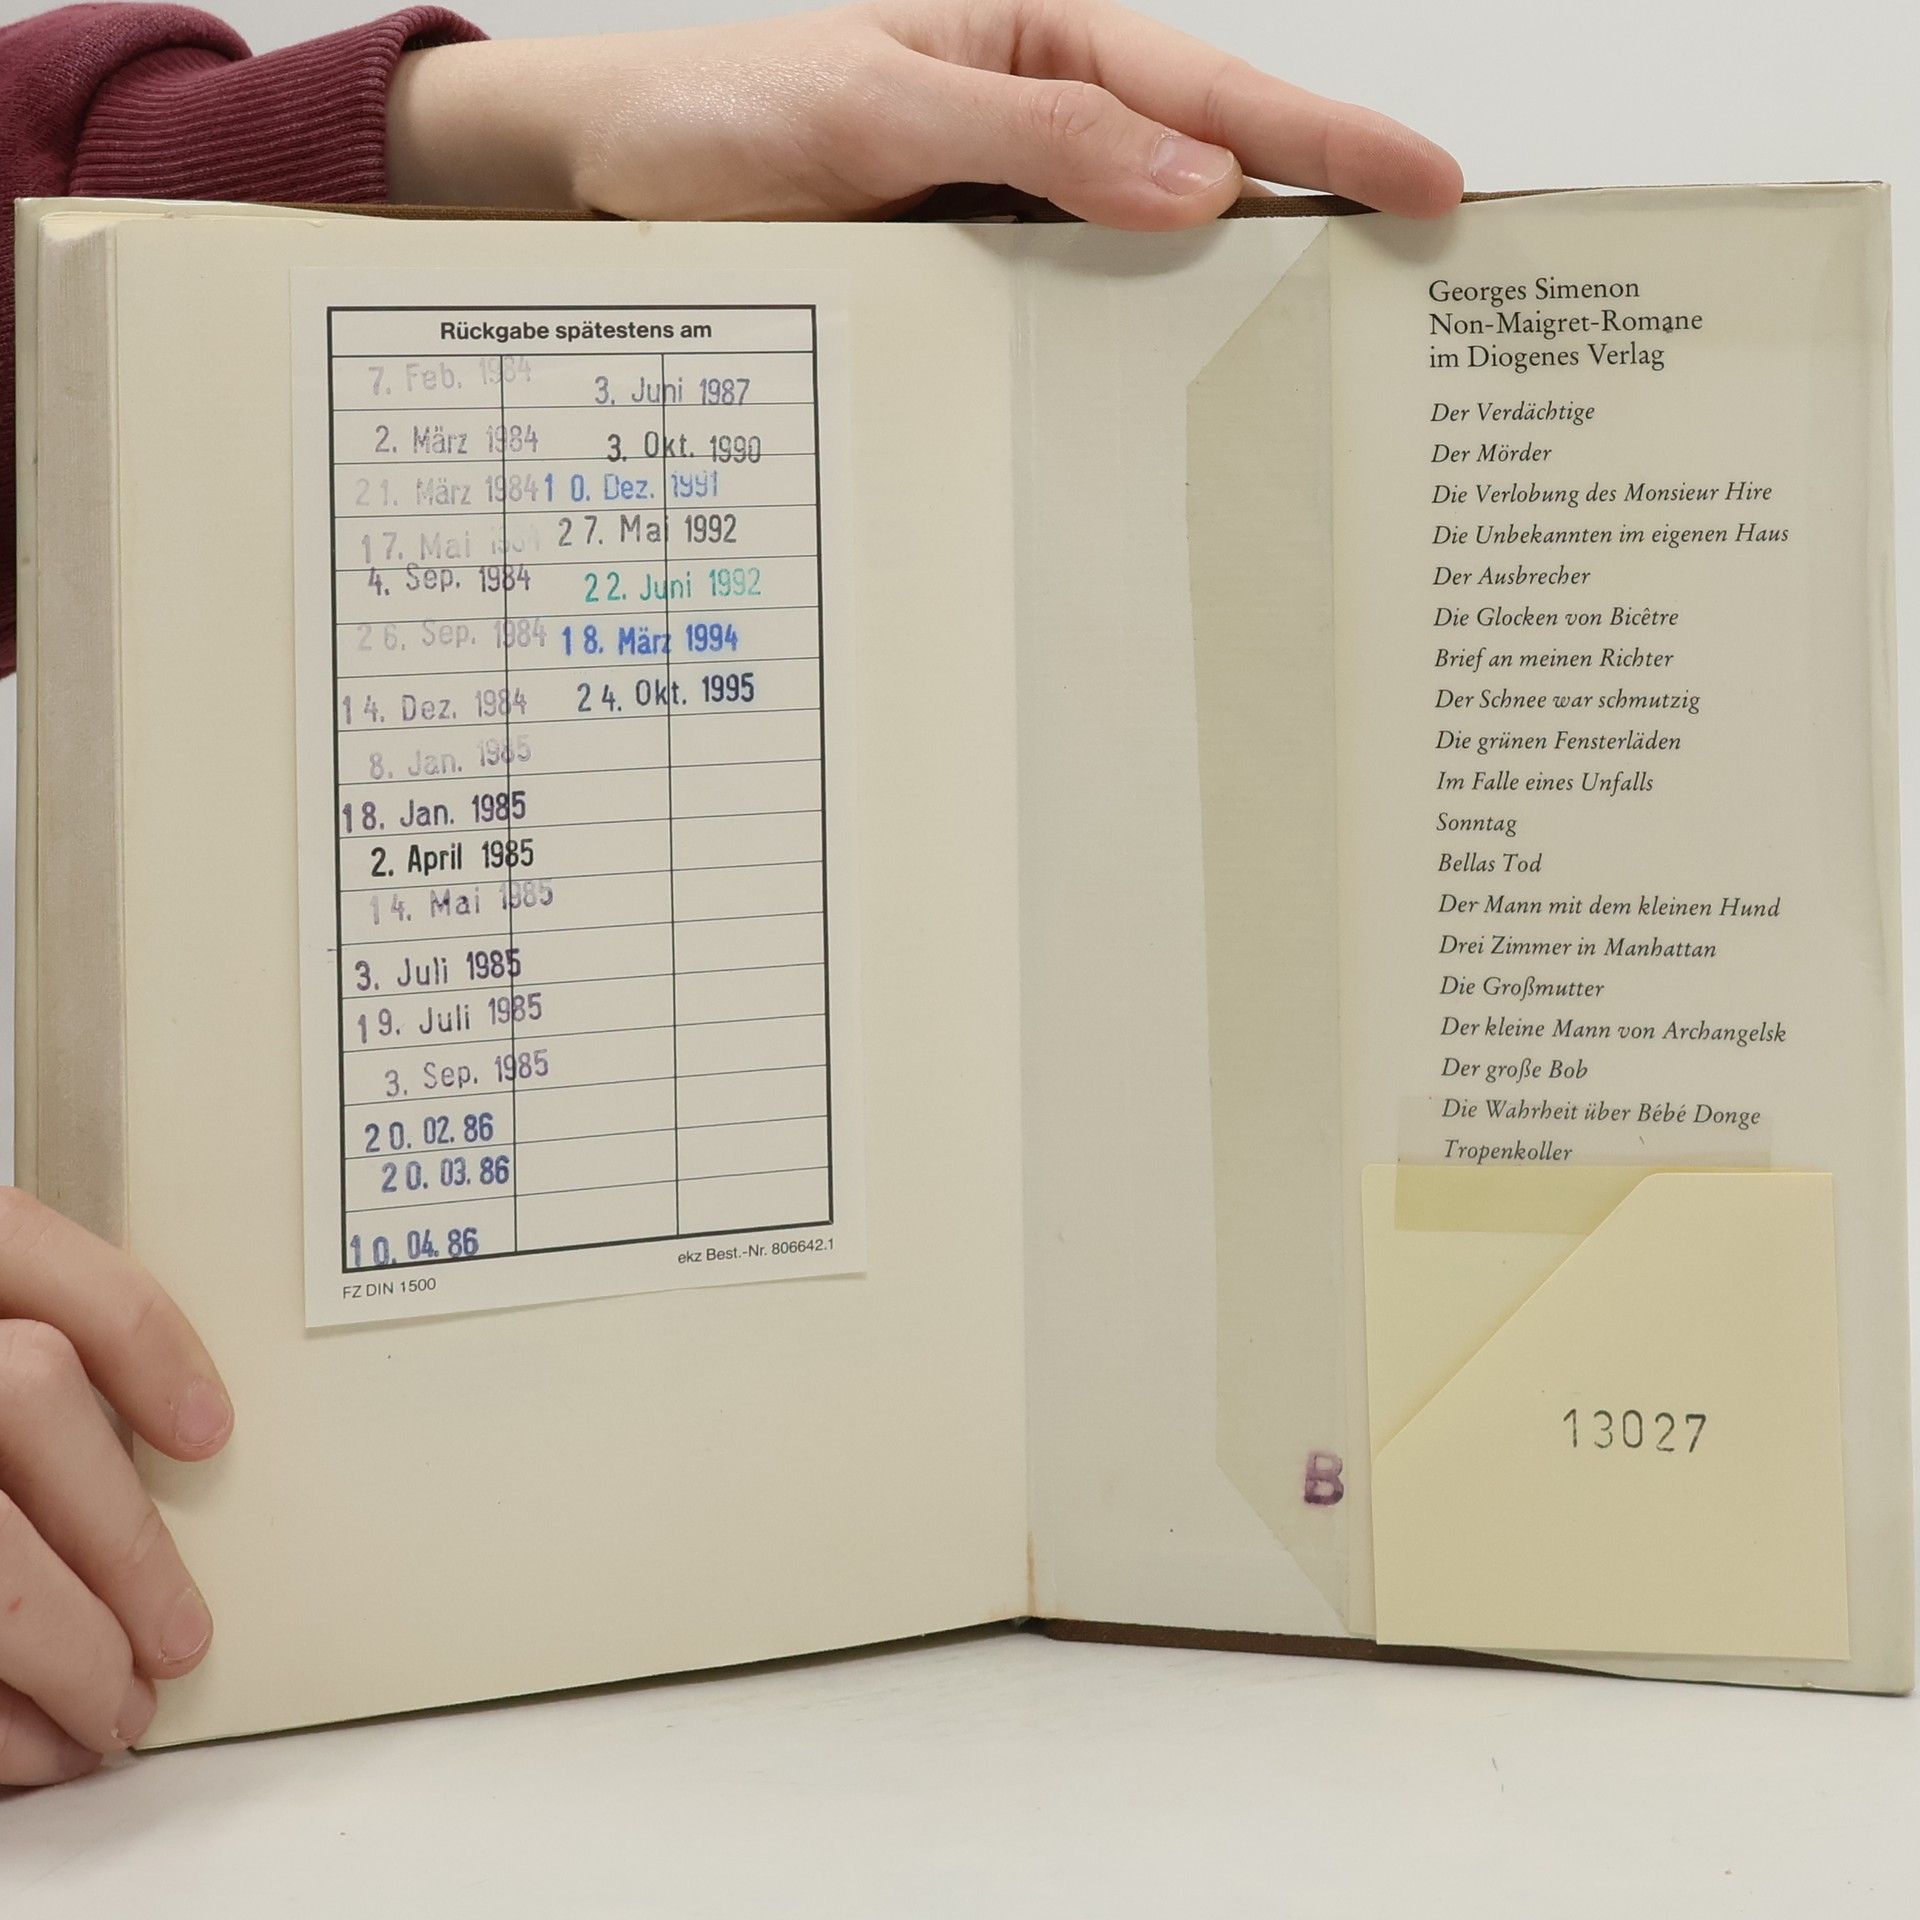 Rückgabe spätestens am
7. Feb. 1984
2. März 1984
21. März 1984
17. Mai 1984
4. Sep. 1984
26. Sep. 1984
14. Dez. 1984
8. Jan. 1985
18. Jan. 1985
2. April 1985
14. Mai 1985
3. Juli 1985
19. Juli 1985
3. Sep. 1985
20.02.86
20.03.86
10.04.86
3. Juni 1987
3. Okt. 1990
10. Dez. 1991
27. Mai 1992
22. Juni 1992
18. März 1994
24. Okt. 1995
FZ DIN 1500
ekz Best.-Nr. 806642.1
Georges Simenon
Non-Maigret-Romane
im Diogenes Verlag
Der Verdächtige
Der Mörder
Die Verlobung des Monsieur Hire
Die Unbekannten im eigenen Haus
Der Ausbrecher
Die Glocken von Bicêtre
Brief an meinen Richter
Der Schnee war schmutzig
Die grünen Fensterläden
Im Falle eines Unfalls
Sonntag
Bellas Tod
Der Mann mit dem kleinen Hund
Drei Zimmer in Manhattan
Die Großmutter
Der kleine Mann von Archangelsk
Der große Bob
Die Wahrheit über Bébé Donge
Tropenkoller
13027
B